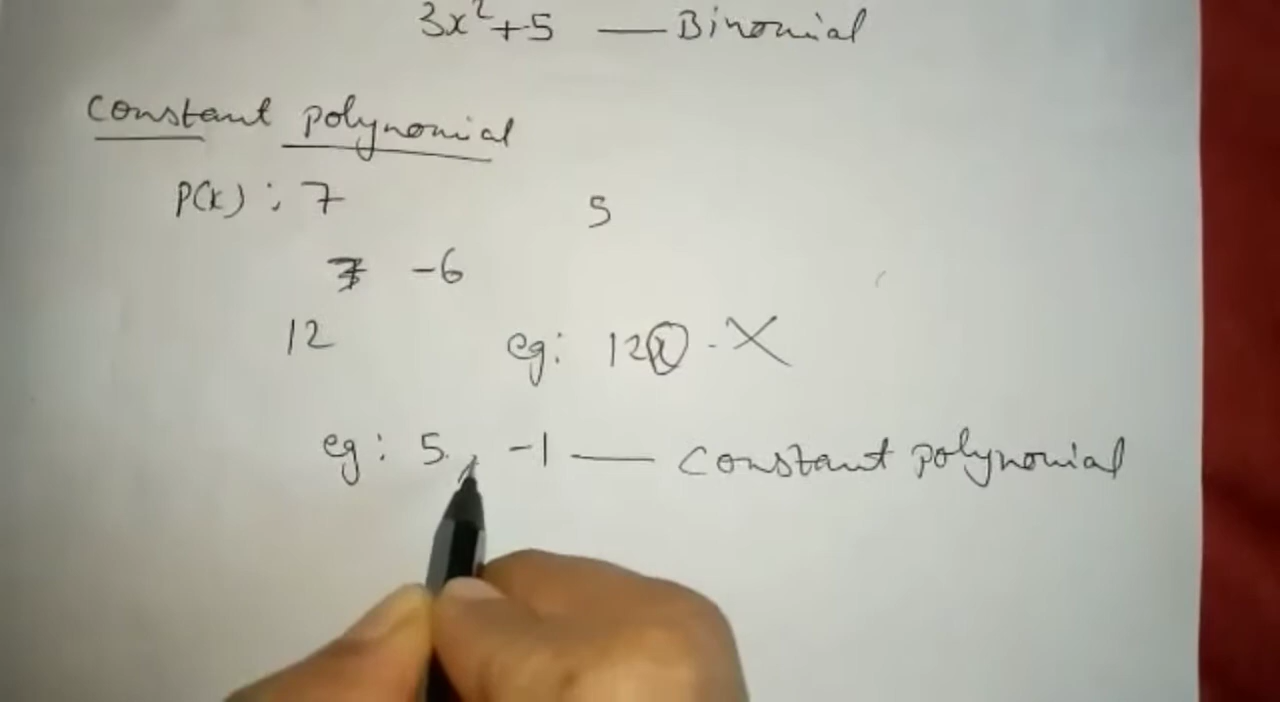 3x²+5 — Binomial
constant polynomial
P(x) : 7
5
7 -6
12
eg: 12x . X
eg: 5, -1 — constant polynomial